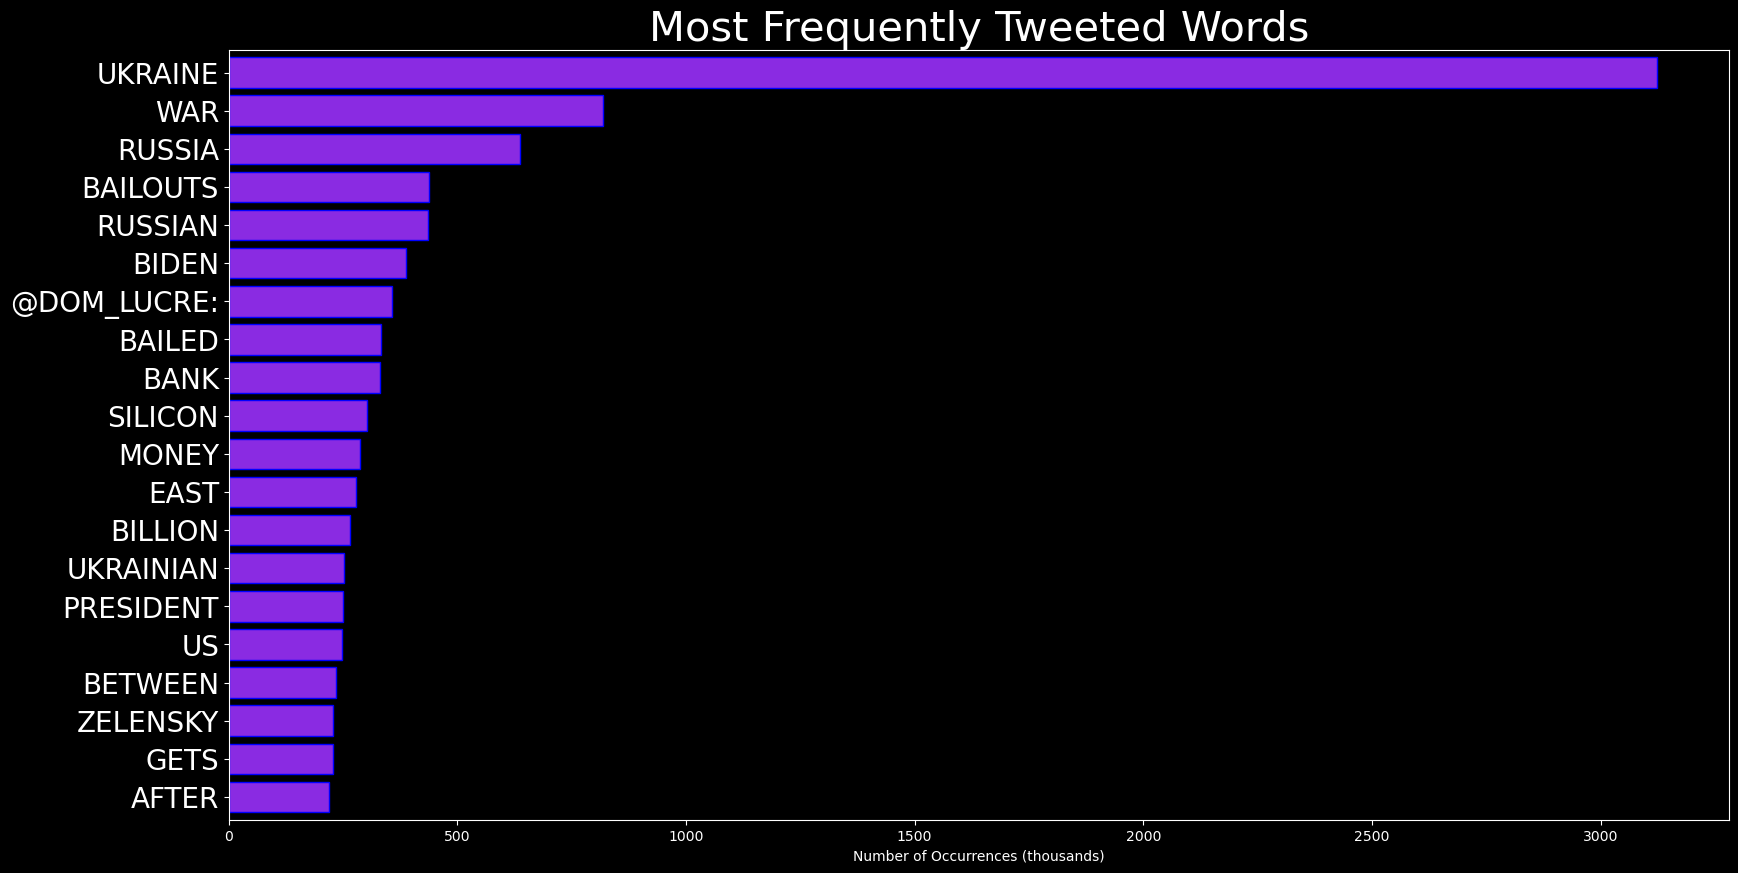 Most Frequently Tweeted Words
UKRAINE
WAR
RUSSIA
BAILOUTS
RUSSIAN
BIDEN
@DOM_LUCRE:
BAILED
BANK
SILICON
MONEY
EAST
BILLION
UKRAINIAN
PRESIDENT
US
BETWEEN
ZELENSKY
GETS
AFTER
0 500 1000 1500 2000 2500 3000
Number of Occurrences (thousands)